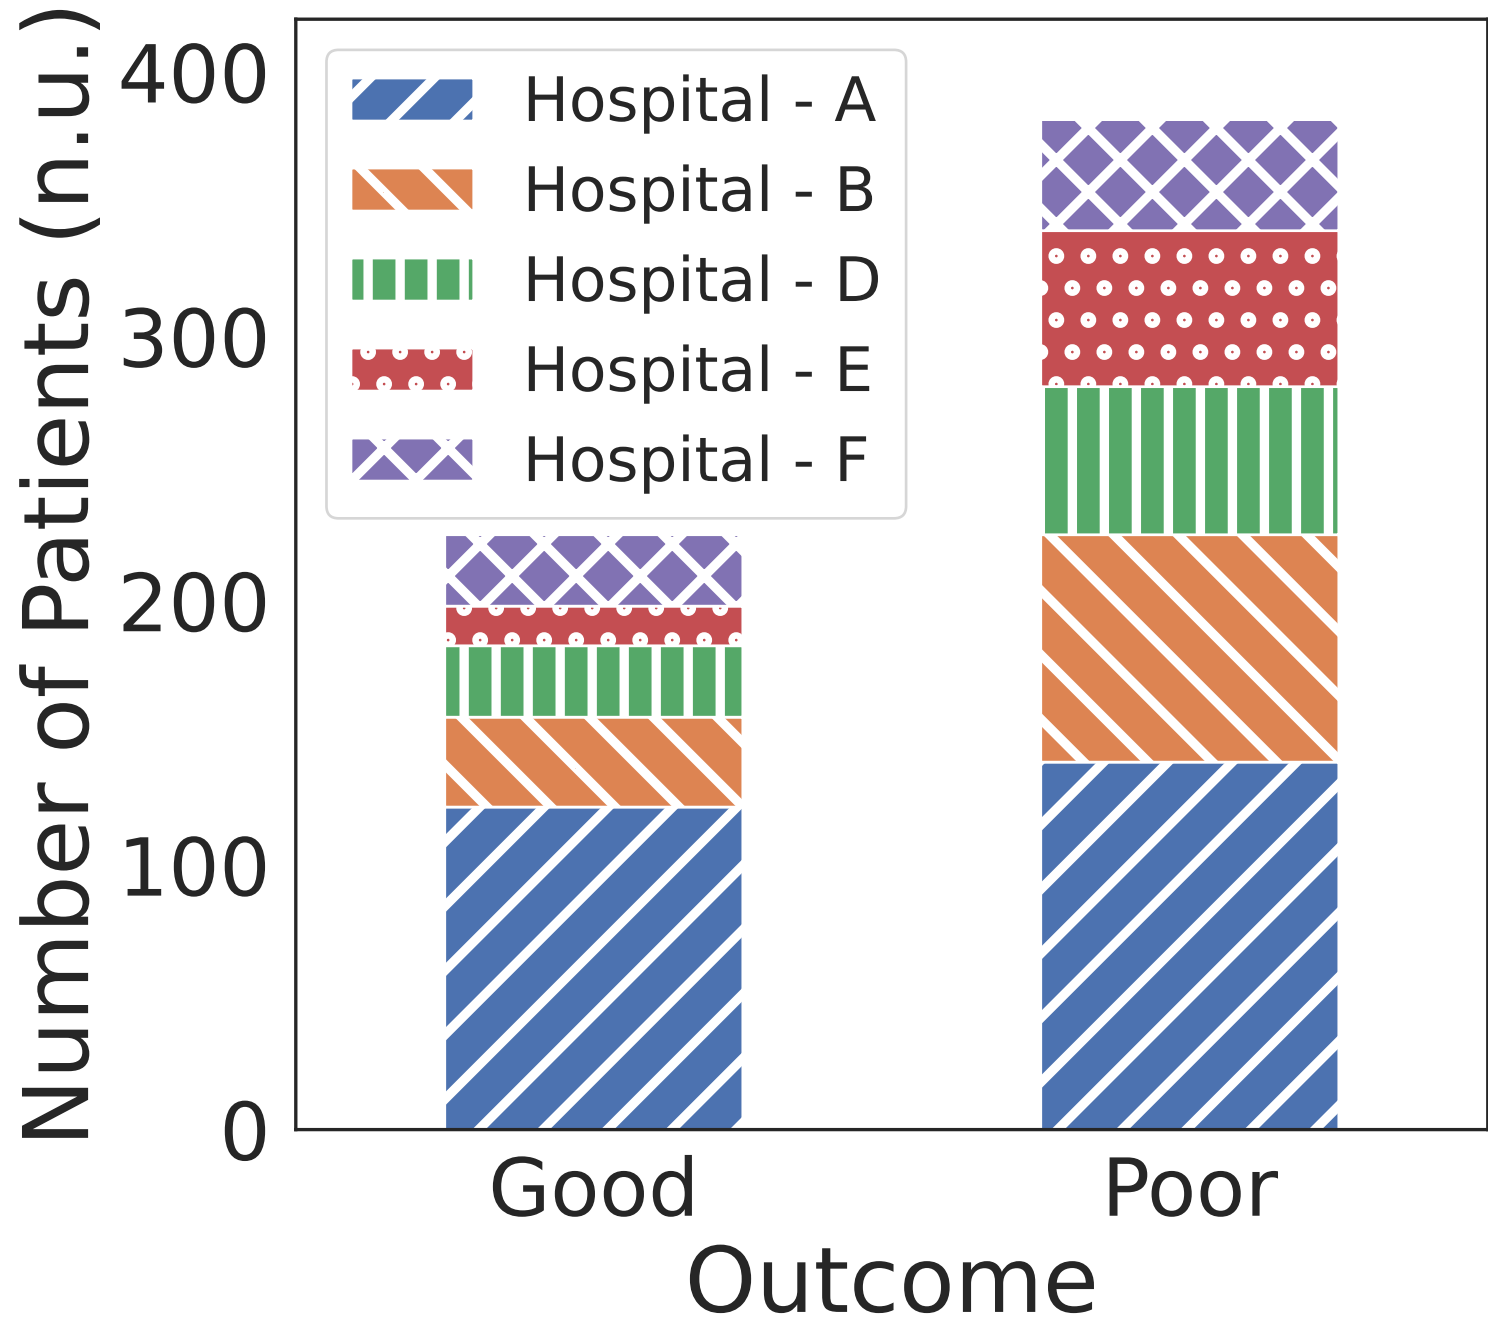 Number of Patients (n.u.)
400
300
200
100
0
Hospital - A
Hospital - B
Hospital - D
Hospital - E
Hospital - F
Good
Poor
Outcome